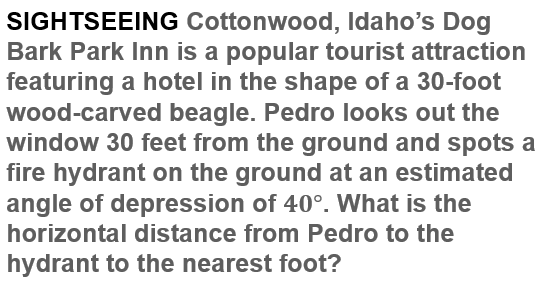 SIGHTSEEING Cottonwood, Idaho’s Dog
Bark Park Inn is a popular tourist attraction
featuring a hotel in the shape of a 30-foot
wood-carved beagle. Pedro looks out the
window 30 feet from the ground and spots a
fire hydrant on the ground at an estimated
angle of depression of 40°. What is the
horizontal distance from Pedro to the
hydrant to the nearest foot?